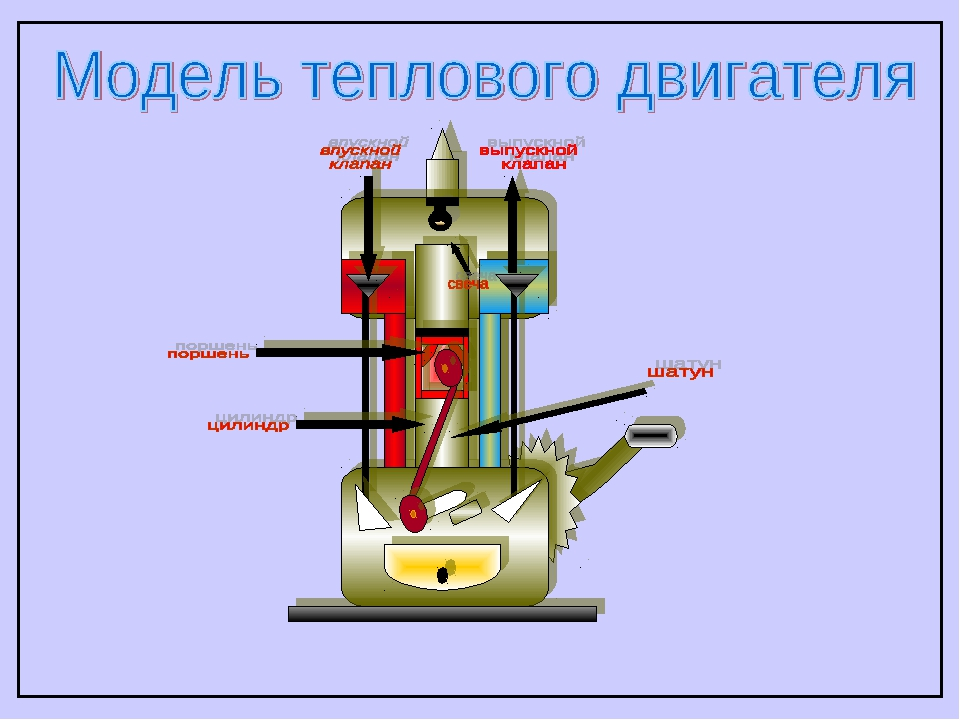 Модель теплового двигателя
впускной
клапан
выпускной
клапан
свеча
поршень
шатун
цилиндр